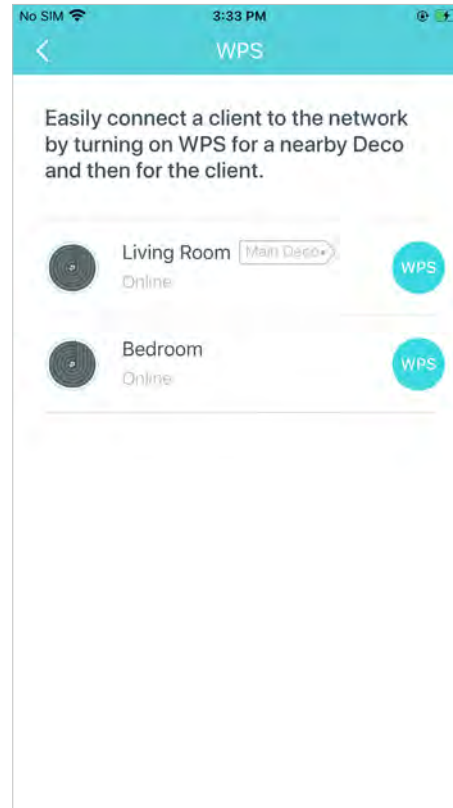 No SIM 3:33 PM
WPS
Easily connect a client to the network
by turning on WPS for a nearby Deco
and then for the client.
Living Room Main Deco
Online
WPS
Bedroom
Online
WPS